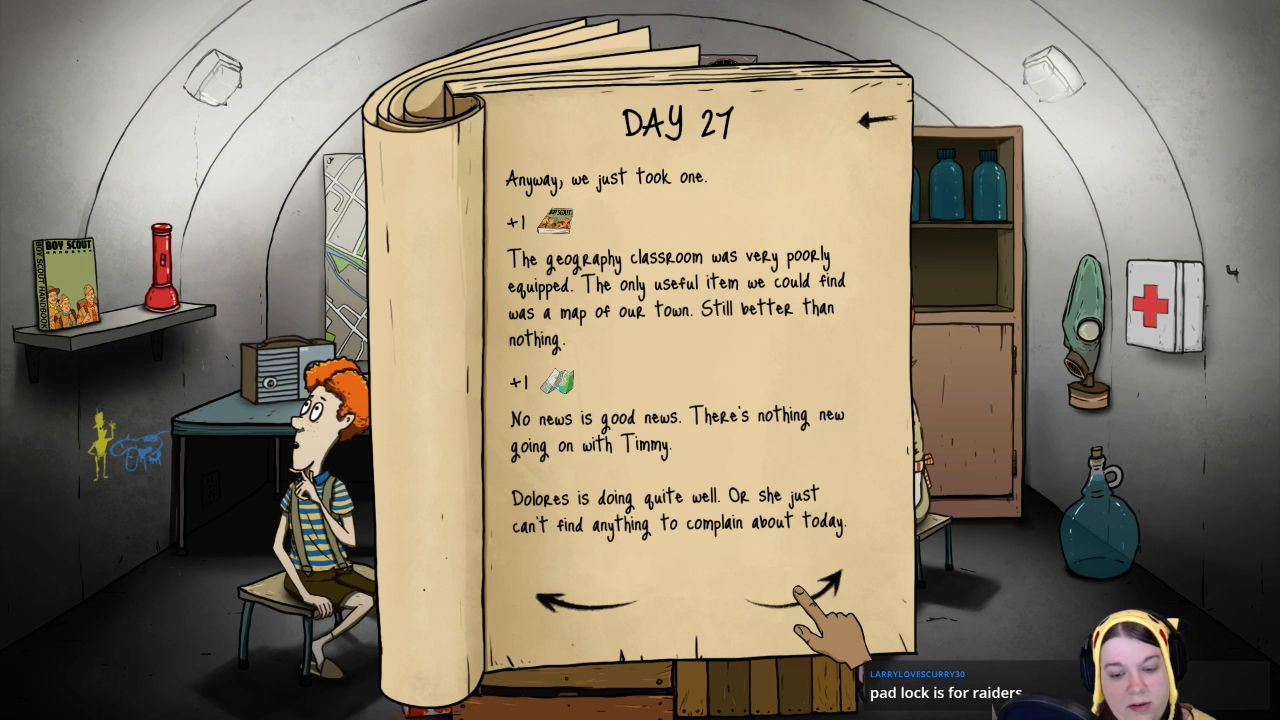 DAY 27
Anyway, we just took one.
+1
BOY SCOUT
The geography classroom was very poorly
equipped. The only useful item we could find
was a map of our town. Still better than
nothing.
+1
No news is good news. There's nothing new
going on with Timmy.
Dolores is doing quite well. Or she just
can't find anything to complain about today.
BOY SCOUT
BOY SCOUT HANDBOOK
LARRYLOVESCURRY30
pad lock is for raiders